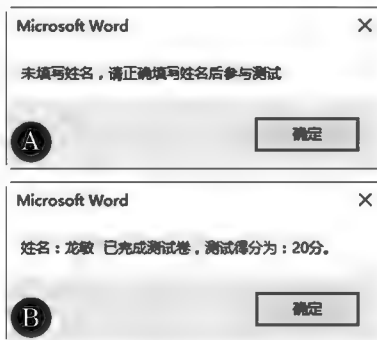 Microsoft Word ×
未填写姓名，请正确填写姓名后参与测试
确定
A
Microsoft Word ×
姓名：龙敏 已完成测试卷，测试得分为：20分。
确定
B